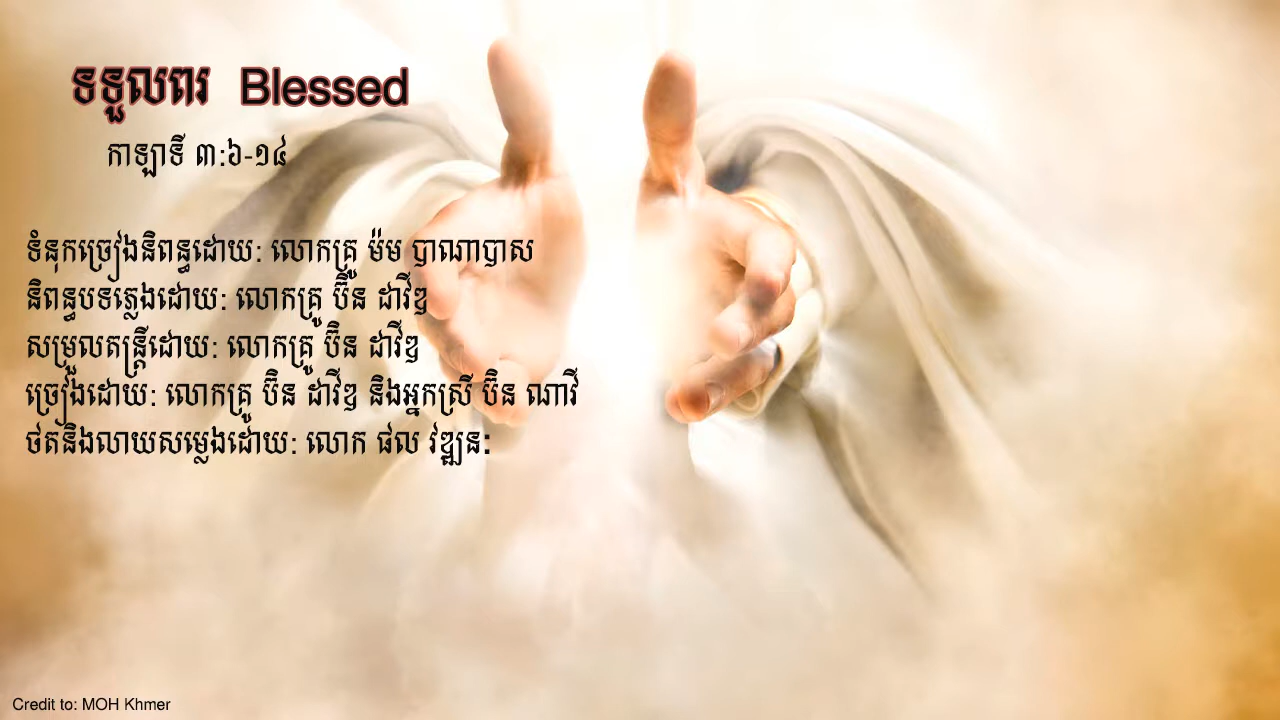 ទទួលពរ Blessed
កាឡាទី ៣:៦-១៤
ទំនុកច្រៀងនិពន្ធដោយ: លោកគ្រូ ម៉ម បាណាបាស
និពន្ធបទភ្លេងដោយ: លោកគ្រូ ប៊ិន ដាវីឌ
សម្រួលតន្ត្រីដោយ: លោកគ្រូ ប៊ិន ដាវីឌ
ច្រៀងដោយ: លោកគ្រូ ប៊ិន ដាវីឌ និងអ្នកស្រី ប៊ិន ណាវី
ថតនិងលាយសម្លេងដោយ: លោក ផល វឌ្ឍនៈ
Credit to: MOH Khmer